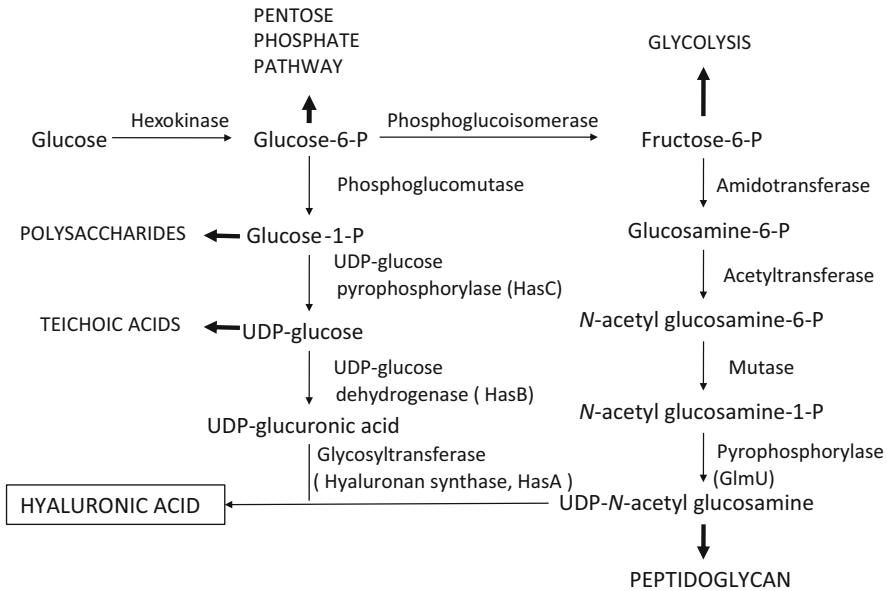 PENTOSE
PHOSPHATE
PATHWAY
GLYCOLYSIS
Glucose
Hexokinase
Glucose-6-P
Phosphoglucoisomerase
Fructose-6-P
Phosphoglucomutase
Amidotransferase
POLYSACCHARIDES
Glucose-1-P
Glucosamine-6-P
UDP-glucose
pyrophosphorylase (HasC)
Acetyltransferase
TEICHOIC ACIDS
UDP-glucose
N-acetyl glucosamine-6-P
UDP-glucose
dehydrogenase ( HasB)
Mutase
UDP-glucuronic acid
N-acetyl glucosamine-1-P
Glycosyltransferase
( Hyaluronan synthase, HasA )
Pyrophosphorylase
(GlmU)
HYALURONIC ACID
UDP-N-acetyl glucosamine
PEPTIDOGLYCAN